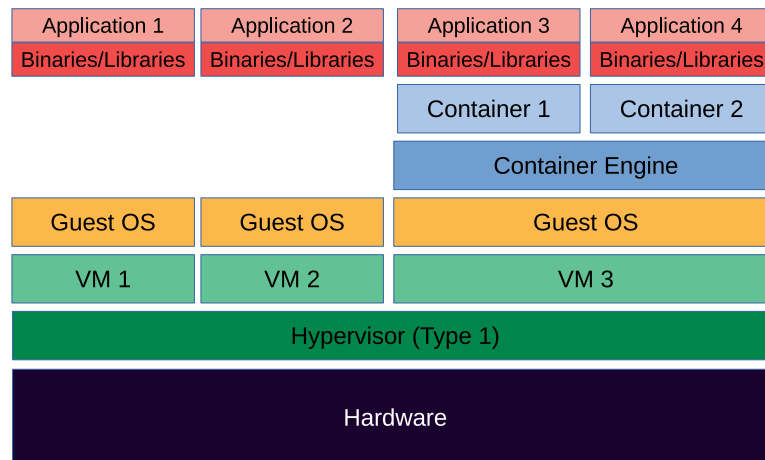 Application 1
Application 2
Application 3
Application 4
Binaries/Libraries
Binaries/Libraries
Binaries/Libraries
Binaries/Libraries
Container 1
Container 2
Container Engine
Guest OS
Guest OS
Guest OS
VM 1
VM 2
VM 3
Hypervisor (Type 1)
Hardware